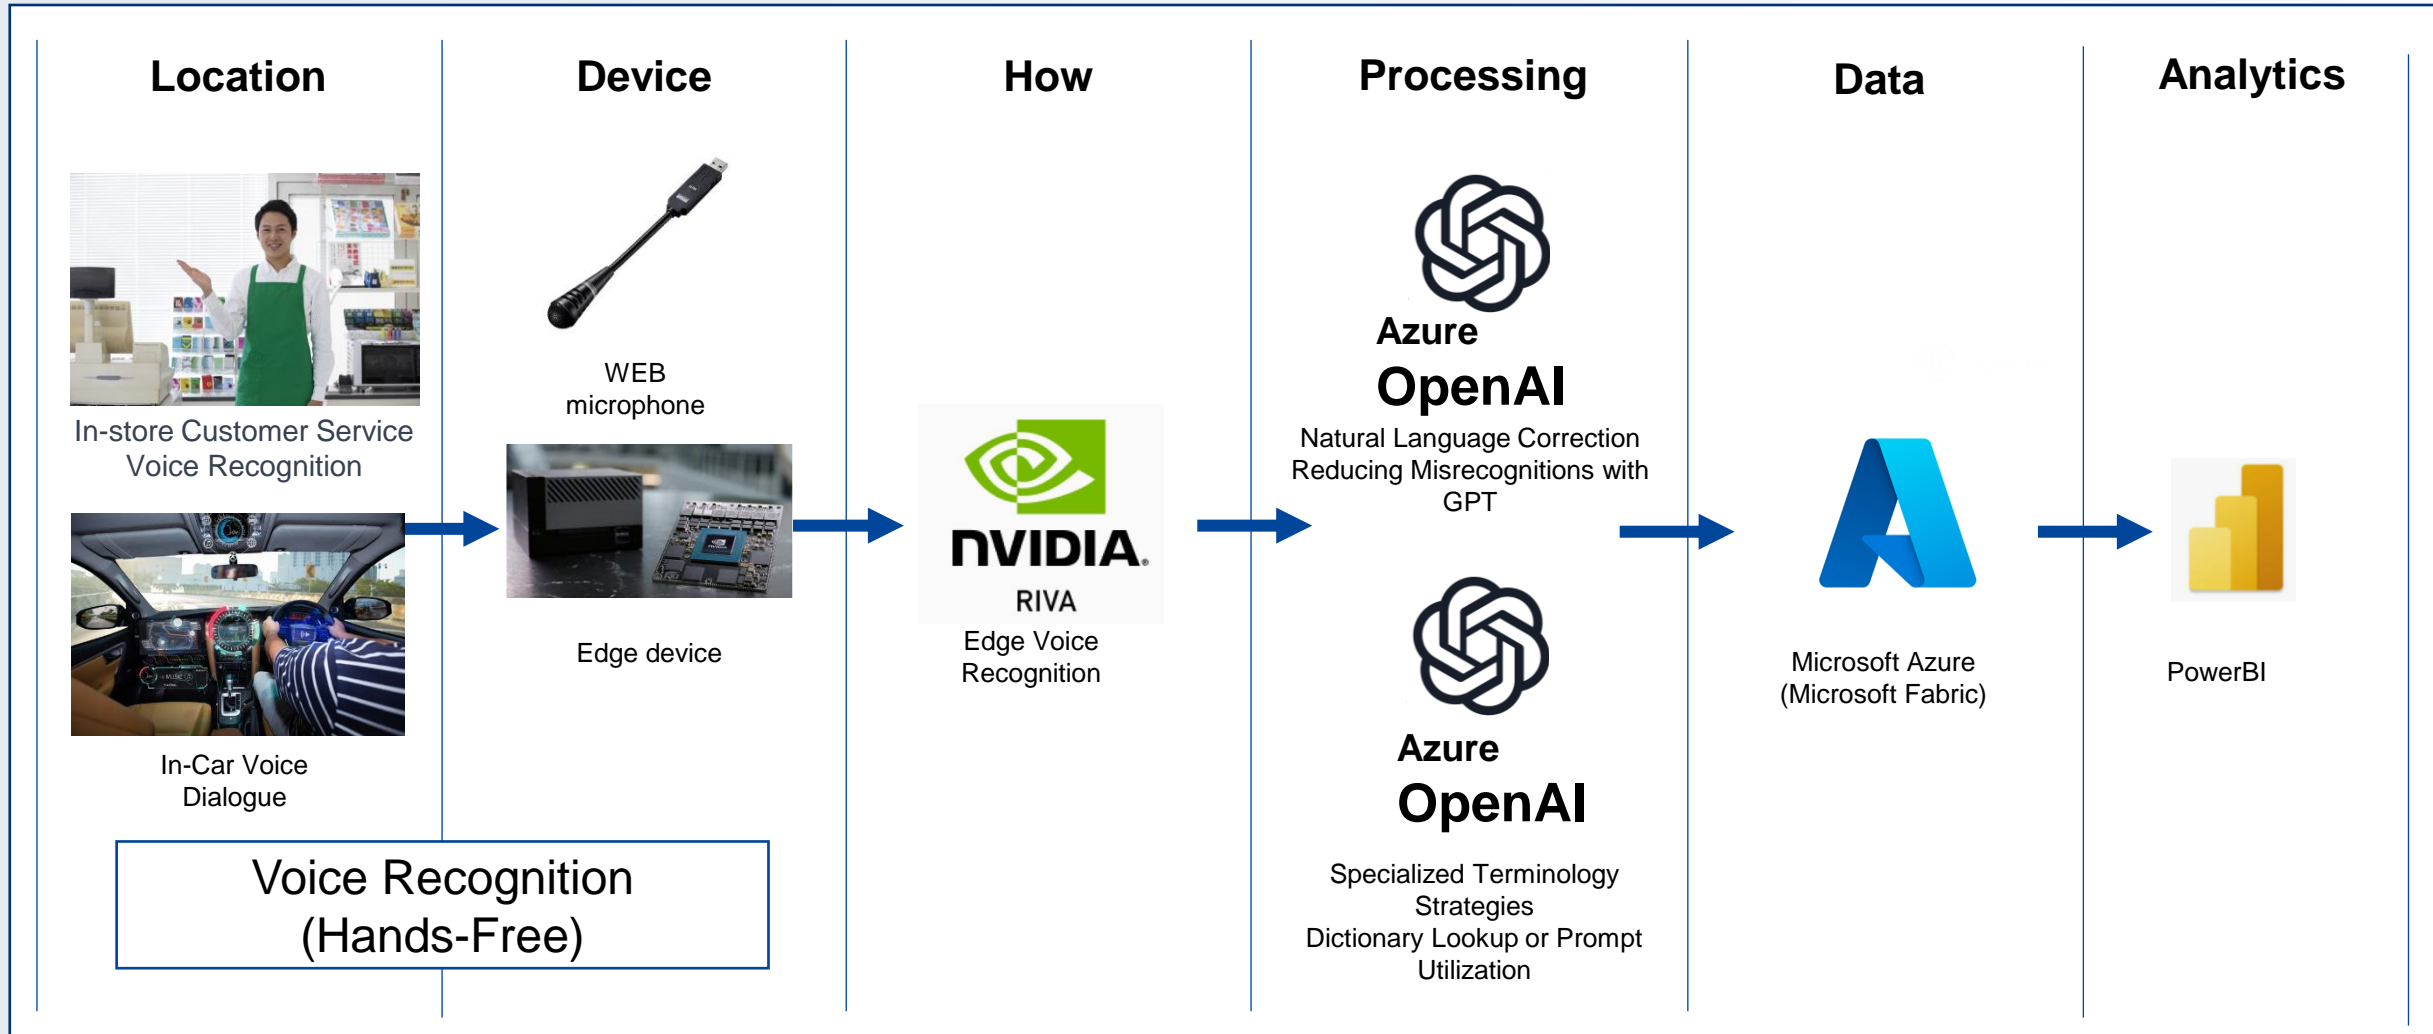 Location
Device
How
Processing
Data
Analytics
In-store Customer Service
Voice Recognition
In-Car Voice
Dialogue
Voice Recognition
(Hands-Free)
WEB
microphone
NVIDIA
Edge device
NVIDIA.
RIVA
Edge Voice
Recognition
Azure
OpenAI
Natural Language Correction
Reducing Misrecognitions with
GPT
Azure
OpenAI
Specialized Terminology
Strategies
Dictionary Lookup or Prompt
Utilization
Microsoft Azure
(Microsoft Fabric)
PowerBI